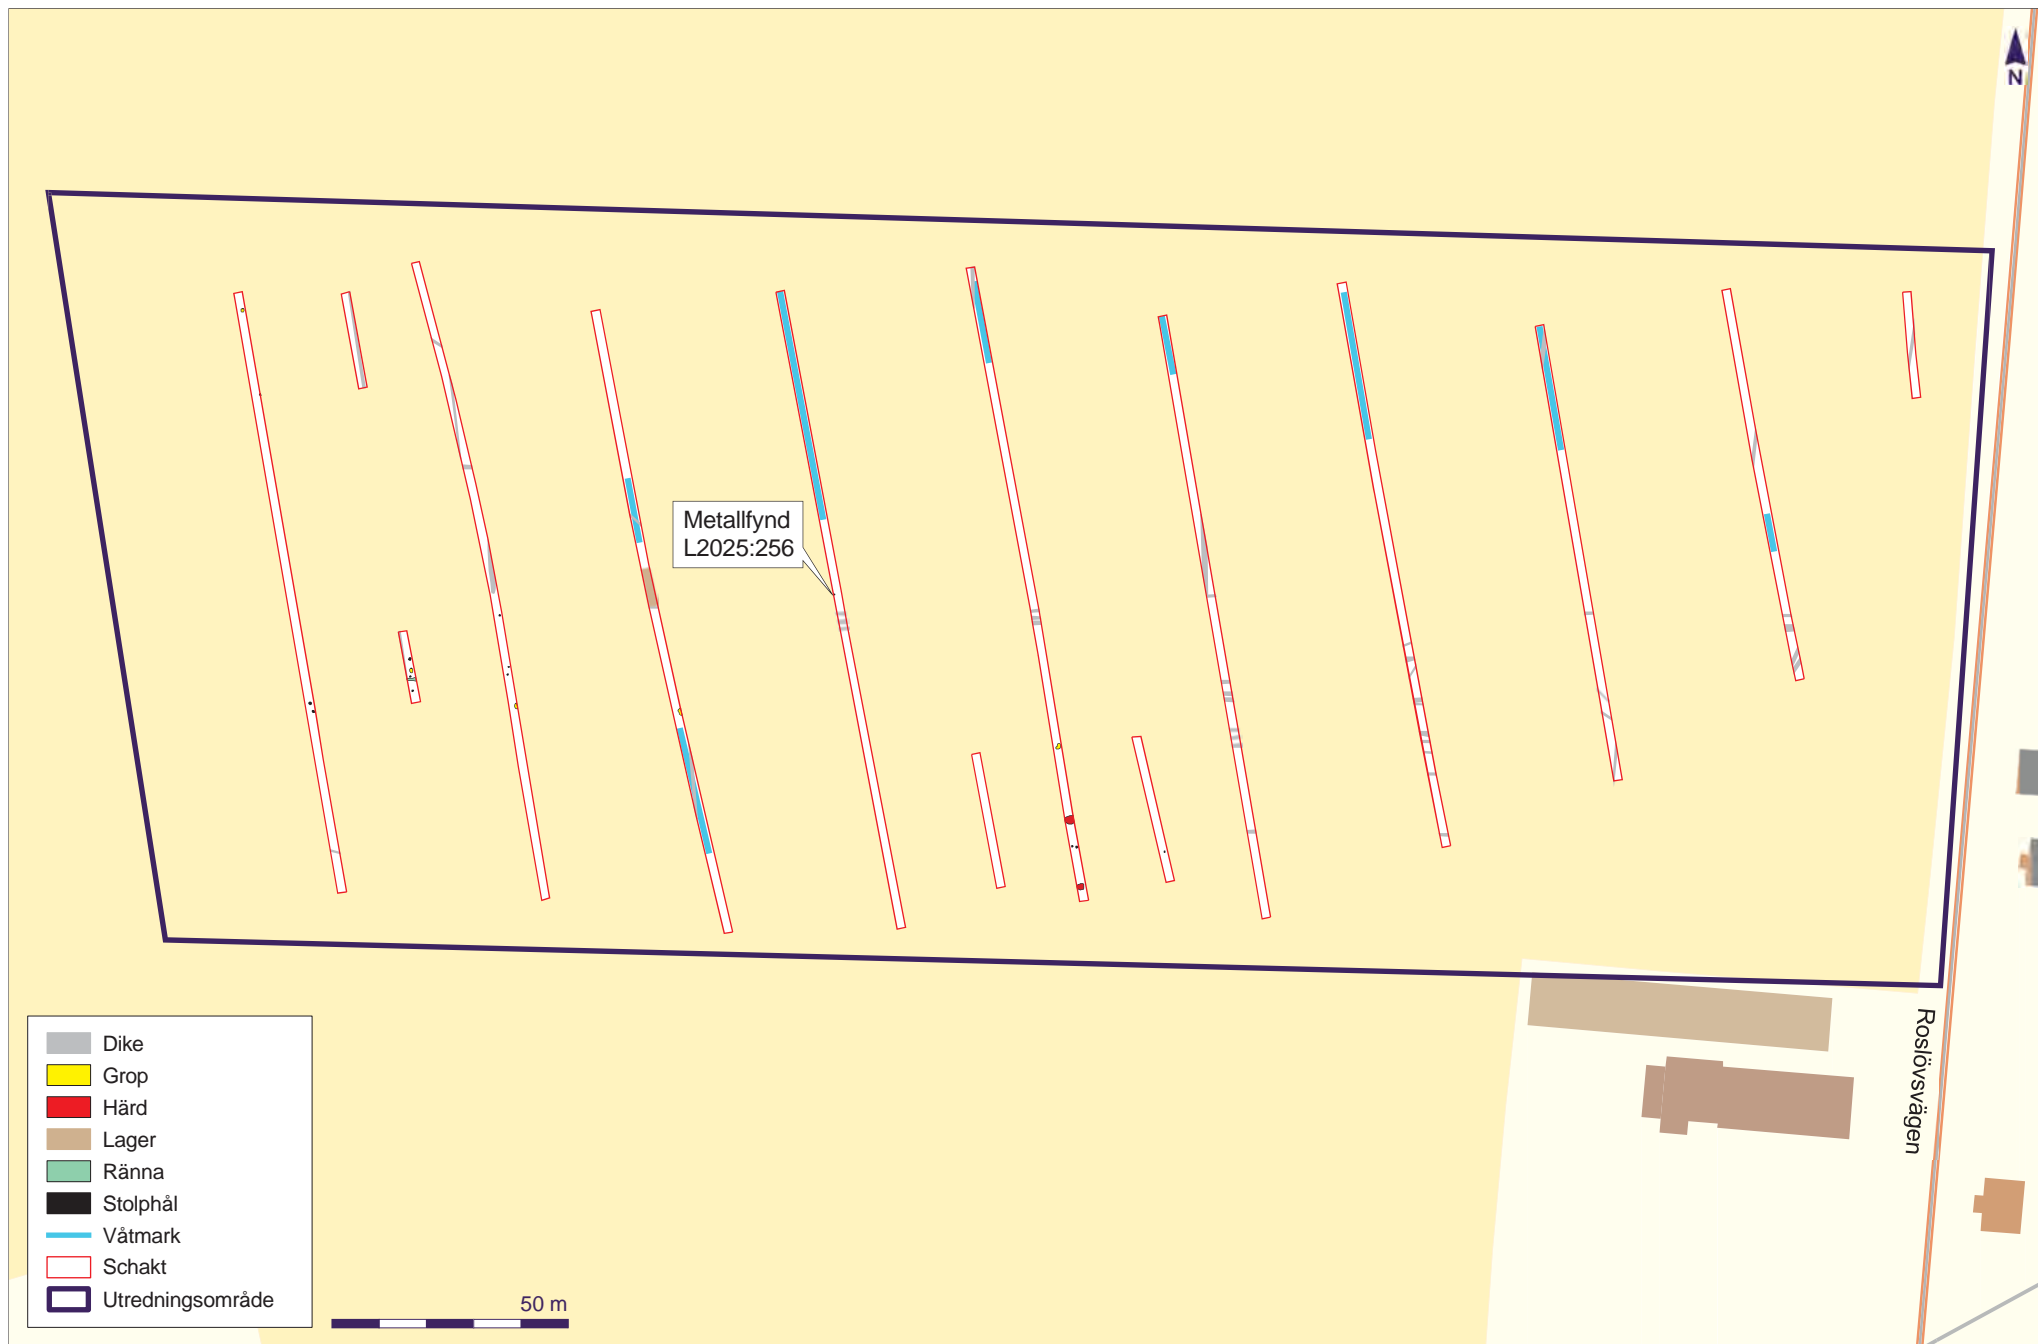 N
Metallfynd
L2025:256
Roslövsvägen
Dike
Grop
Härd
Lager
Ränna
Stolphål
Våtmark
Schakt
Utredningsområde
50 m